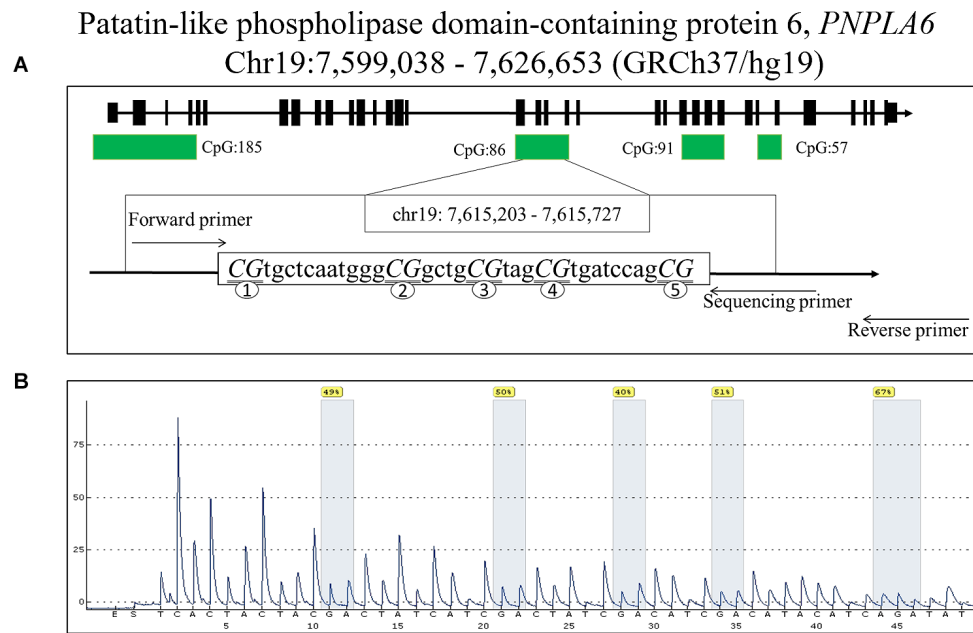 Patatin-like phospholipase domain-containing protein 6, PNPLA6
Chr19:7,599,038 - 7,626,653 (GRCh37/hg19)
A
CpG:185
CpG:86
CpG:91
CpG:57
chr19: 7,615,203 - 7,615,727
Forward primer
CGtgctcaatgggCGgctgCGtagCGtgatccagCG
1 2 3 4 5
Sequencing primer
Reverse primer
B
49% 50% 40% 51% 67%
75
50
25
0
E S T C A C T A C T A C G A C T A T C T A T C G T C T A T C G A C A T C G A C T A C A T C G A T A T
5 10 15 20 25 30 35 40 45